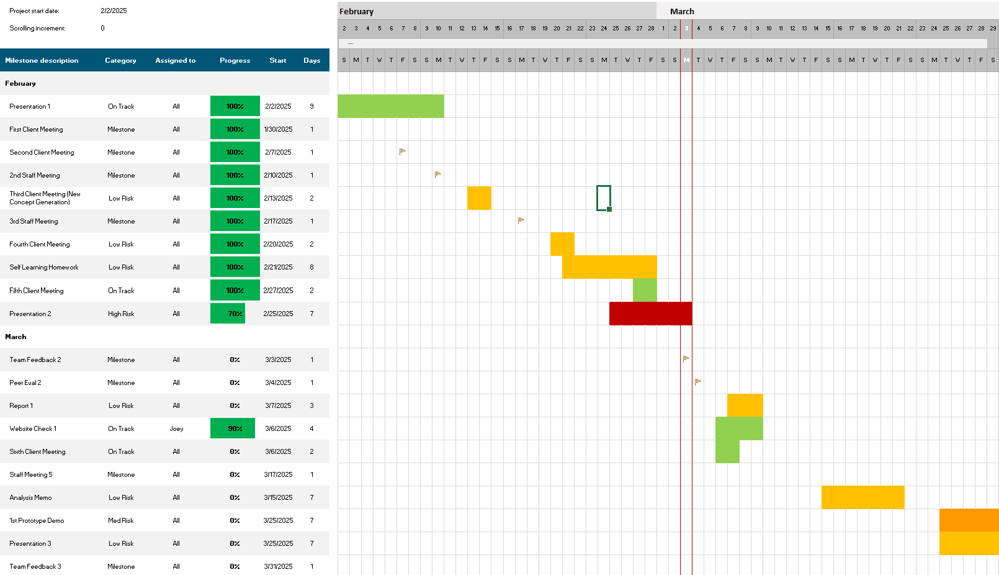 Project start date: 2/2/2025
Scrolling increment: 0
February March
2 3 4 5 6 7 8 9 10 11 12 13 14 15 16 17 18 19 20 21 22 23 24 25 26 27 28 1 2 3 4 5 6 7 8 9 10 11 12 13 14 15 16 17 18 19 20 21 22 23 24 25 26 27 28 29
Milestone description Category Assigned to Progress Start Days
S M T W T F S S M T W T F S S M T W T F S S M T W T F S S M T W T F S S M T W T F S S M T W T F S S M T W T F S
February
Presentation 1 On Track All 100% 2/2/2025 9
First Client Meeting Milestone All 100% 1/30/2025 1
Second Client Meeting Milestone All 100% 2/7/2025 1
2nd Staff Meeting Milestone All 100% 2/10/2025 1
Third Client Meeting (New
Concept Generation) Low Risk All 100% 2/13/2025 2
3rd Staff Meeting Milestone All 100% 2/17/2025 1
Fourth Client Meeting Low Risk All 100% 2/20/2025 2
Self Learning Homework Low Risk All 100% 2/21/2025 8
Fifth Client Meeting On Track All 100% 2/27/2025 2
Presentation 2 High Risk All 70% 2/25/2025 7
March
Team Feedback 2 Milestone All 0% 3/3/2025 1
Peer Eval 2 Milestone All 0% 3/4/2025 1
Report 1 Low Risk All 0% 3/7/2025 3
Website Check 1 On Track Joey 90% 3/6/2025 4
Sixth Client Meeting On Track All 0% 3/6/2025 2
Staff Meeting 5 Milestone All 0% 3/17/2025 1
Analysis Memo Low Risk All 0% 3/15/2025 7
1st Prototype Demo Med Risk All 0% 3/25/2025 7
Presentation 3 Low Risk All 0% 3/25/2025 7
Team Feedback 3 Milestone All 0% 3/31/2025 1